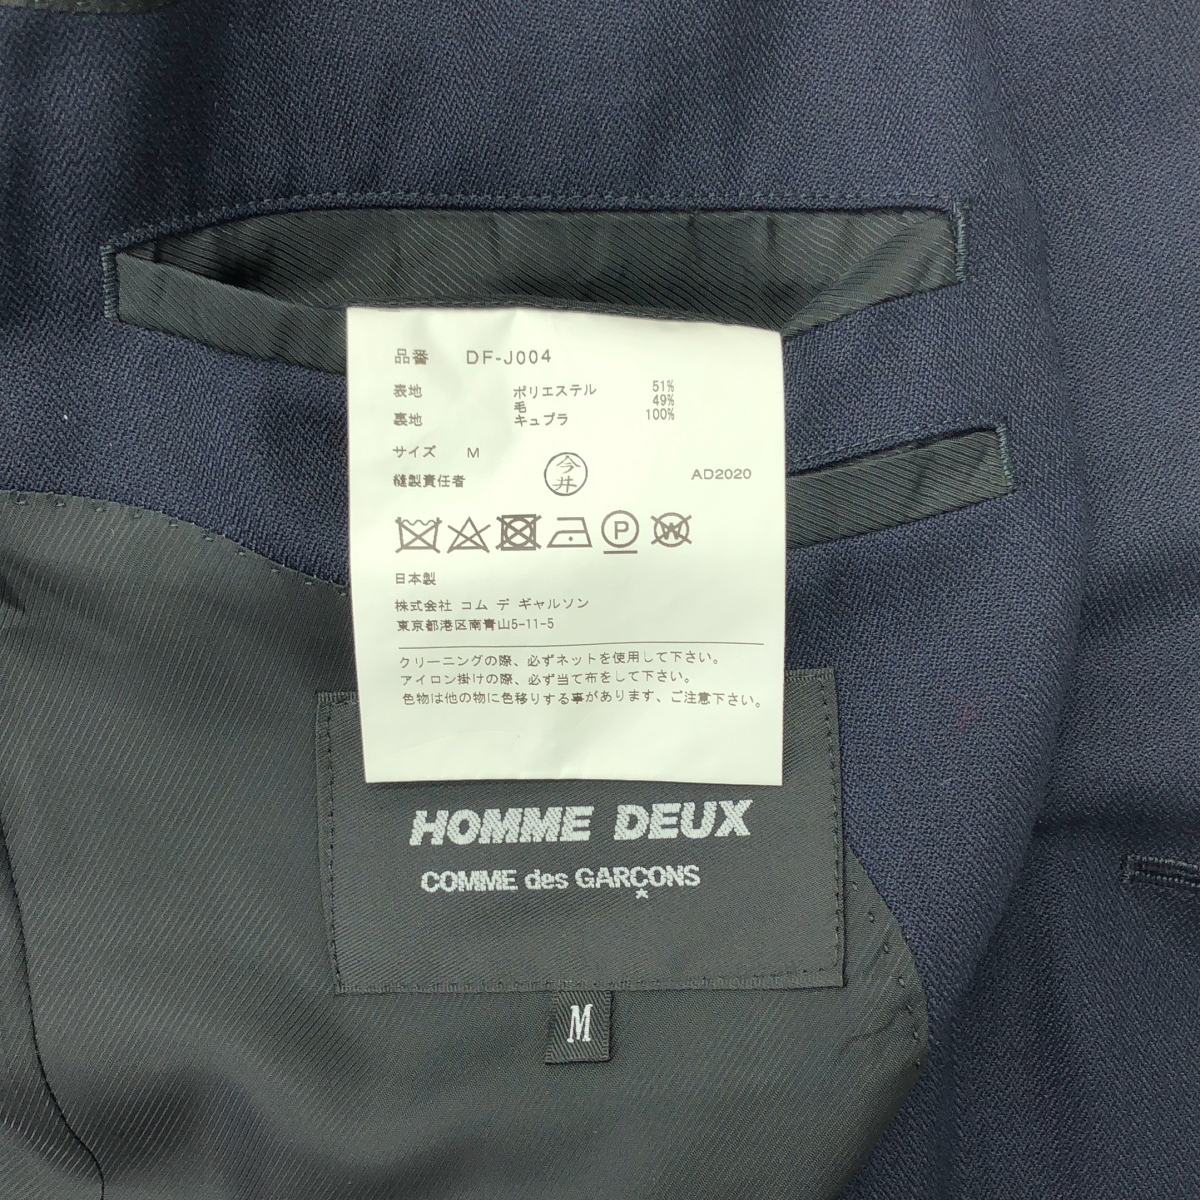 品番 DF-J004
表地 ポリエステル 51%
毛 49%
裏地 キュプラ 100%
サイズ M
縫製責任者 今井 AD2020
P W
日本製
株式会社 コム デ ギャルソン
東京都港区南青山5-11-5
クリーニングの際、必ずネットを使用して下さい。
アイロン掛けの際、必ず当て布をして下さい。
色物は他の物に色移りする事があります、ご注意下さい。
HOMME DEUX
COMME des GARÇONS
M